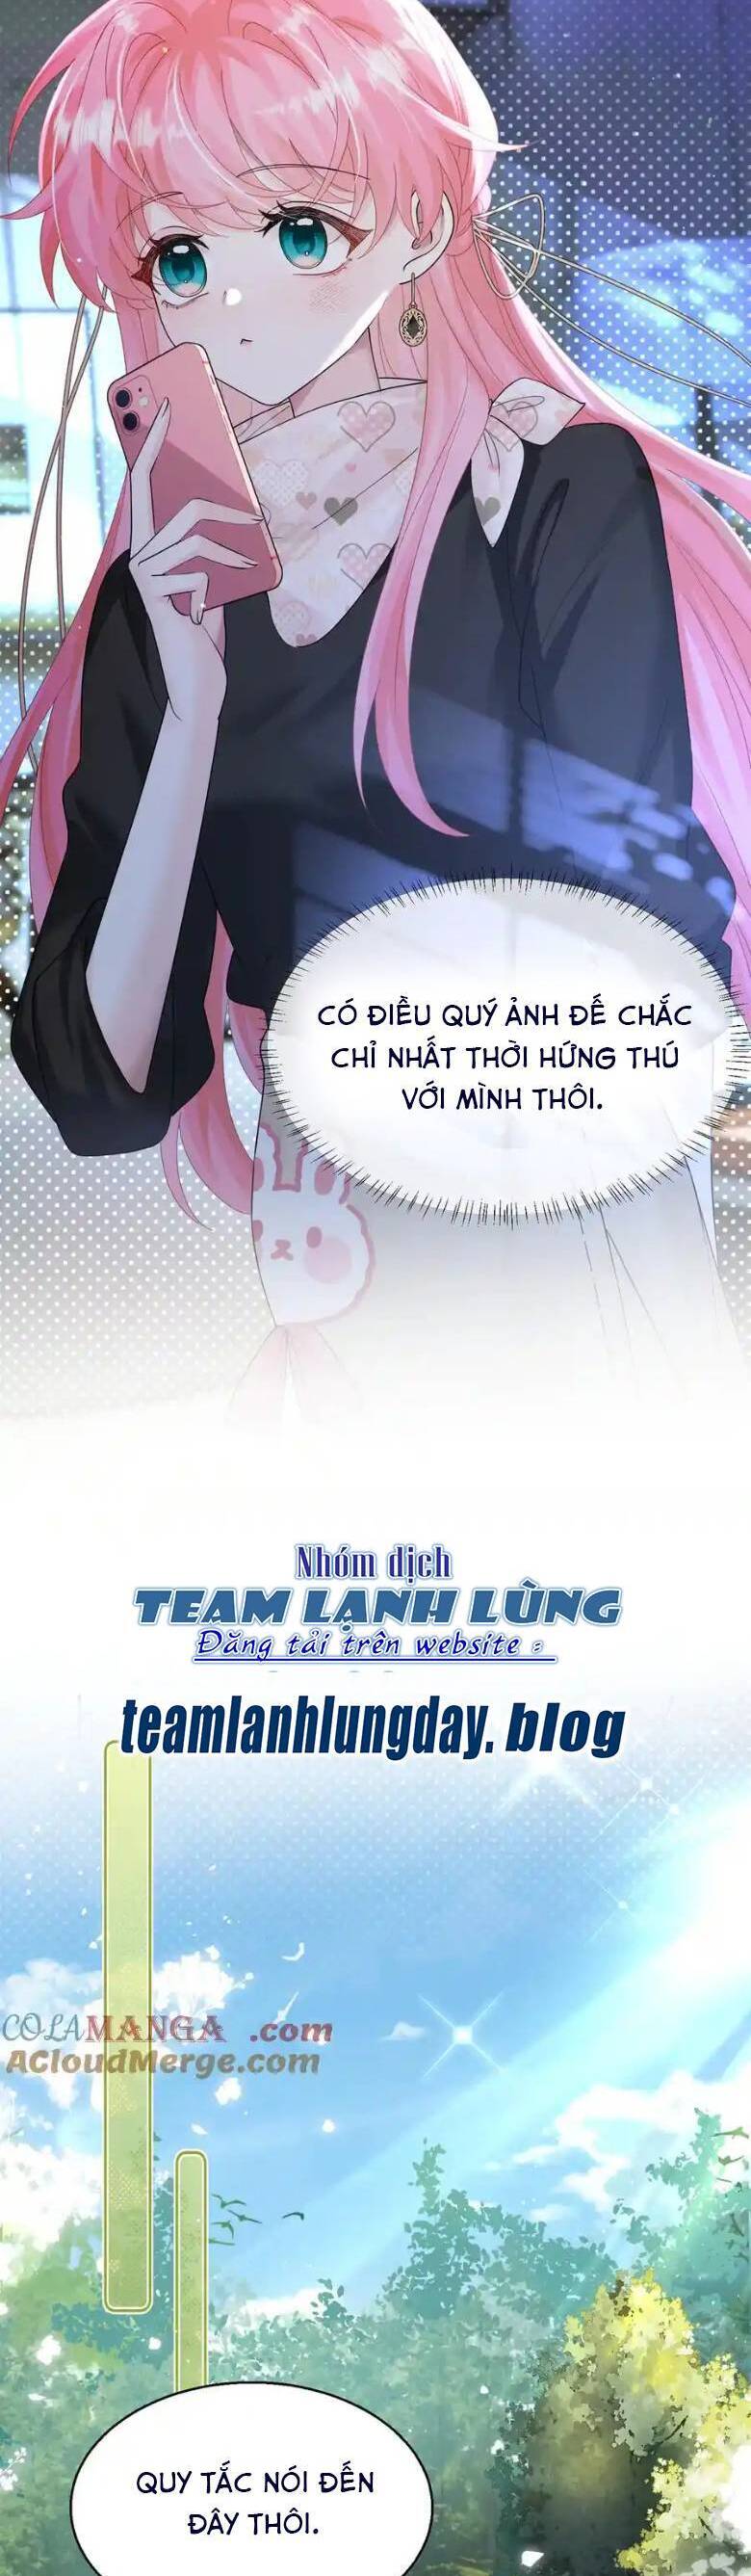 CÓ ĐIỀU QUÝ ẢNH ĐẾ CHẮC
CHỈ NHẤT THỜI HỨNG THÚ
VỚI MÌNH THÔI.
Nhóm dịch
TEAM LẠNH LÙNG
Đăng tải trên website :
teamlanhlungday. blog
COLAMANGA .com
ACloudMerge.com
QUY TẮC NÓI ĐẾN
ĐÂY THÔI.